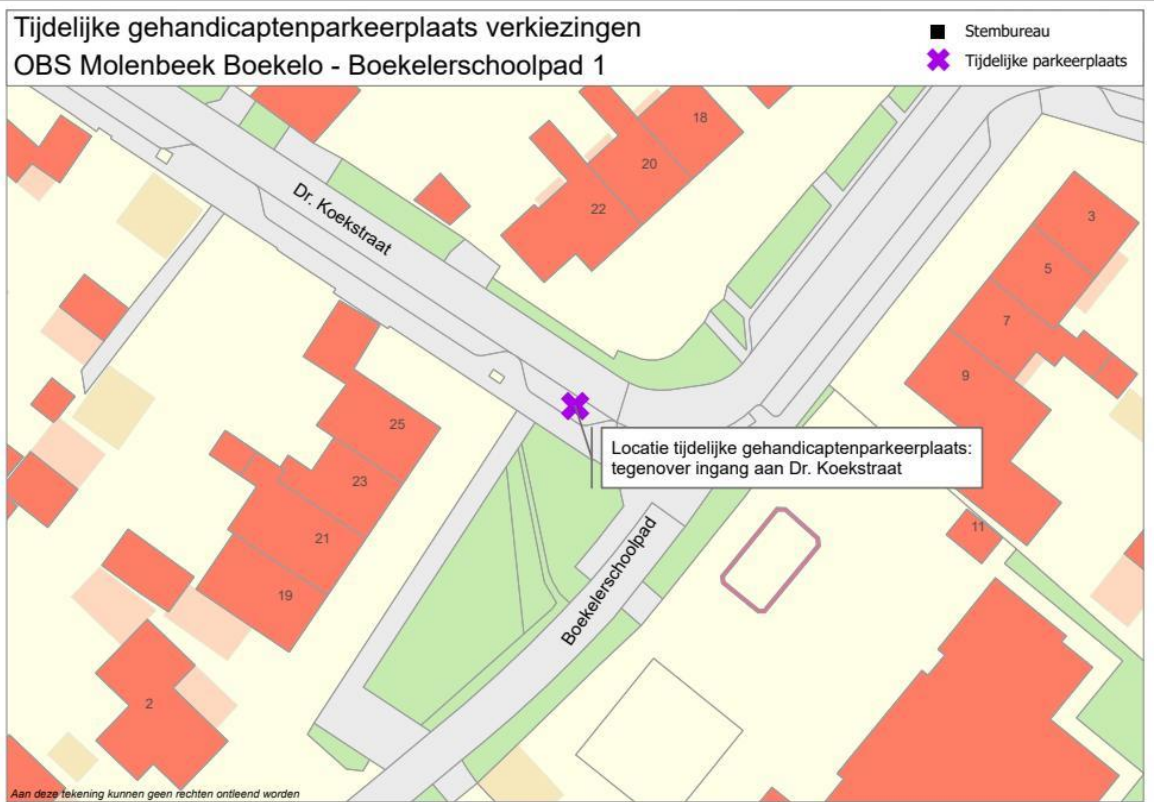 Tijdelijke gehandicaptenparkeerplaats verkiezingen
OBS Molenbeek Boekelo - Boekelerschoolpad 1
Stembureau
Tijdelijke parkeerplaats
18
20
22
Dr. Koekstraat
3
5
7
9
25
Locatie tijdelijke gehandicaptenparkeerplaats:
tegenover ingang aan Dr. Koekstraat
23
11
21
Boekelerschoolpad
19
2
Aan deze tekening kunnen geen rechten ontleend worden